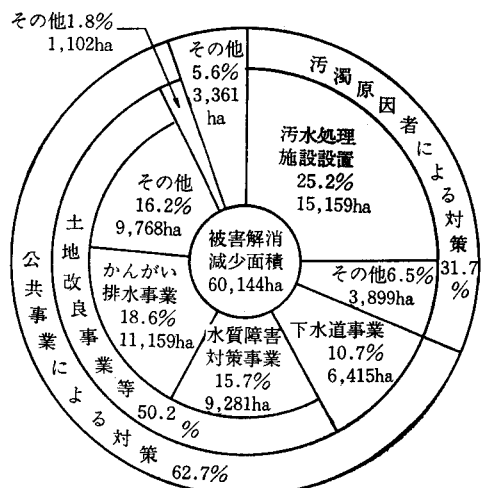 その他1.8%
1,102ha
その他
5.6%
3,361
ha
汚濁原因者による対策
31.7
%
汚水処理
施設設置
25.2%
15,159ha
その他6.5%
3,899ha
下水道事業
10.7%
6,415ha
水質障害
対策事業
15.7%
9,281ha
かんがい
排水事業
18.6%
11,159ha
その他
16.2%
9,768ha
被害解消
減少面積
60,144ha
土地改良事業等
50.2
%
公共事業による対策
62.7%